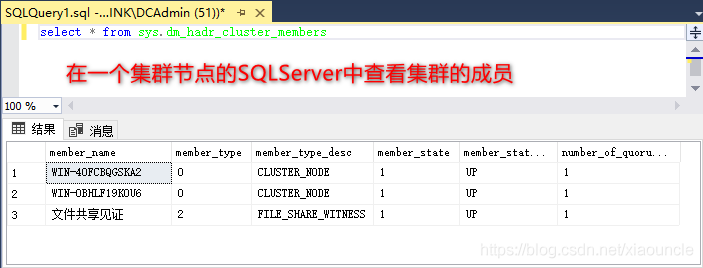 SQLQuery1.sql -...INK\DCAdmin (51))*
select * from sys.dm_hadr_cluster_members
在一个集群节点的SQLServer中查看集群的成员
100 %
结果 消息
member_name member_type member_type_desc member_state member_stat... number_of_quoru...
1 WIN-4OFCBQGSKA2 0 CLUSTER_NODE 1 UP 1
2 WIN-0BHLF19KOU6 0 CLUSTER_NODE 1 UP 1
3 文件共享见证 2 FILE_SHARE_WITNESS 1 UP 1
https://blog.csdn.net/xiaouncle